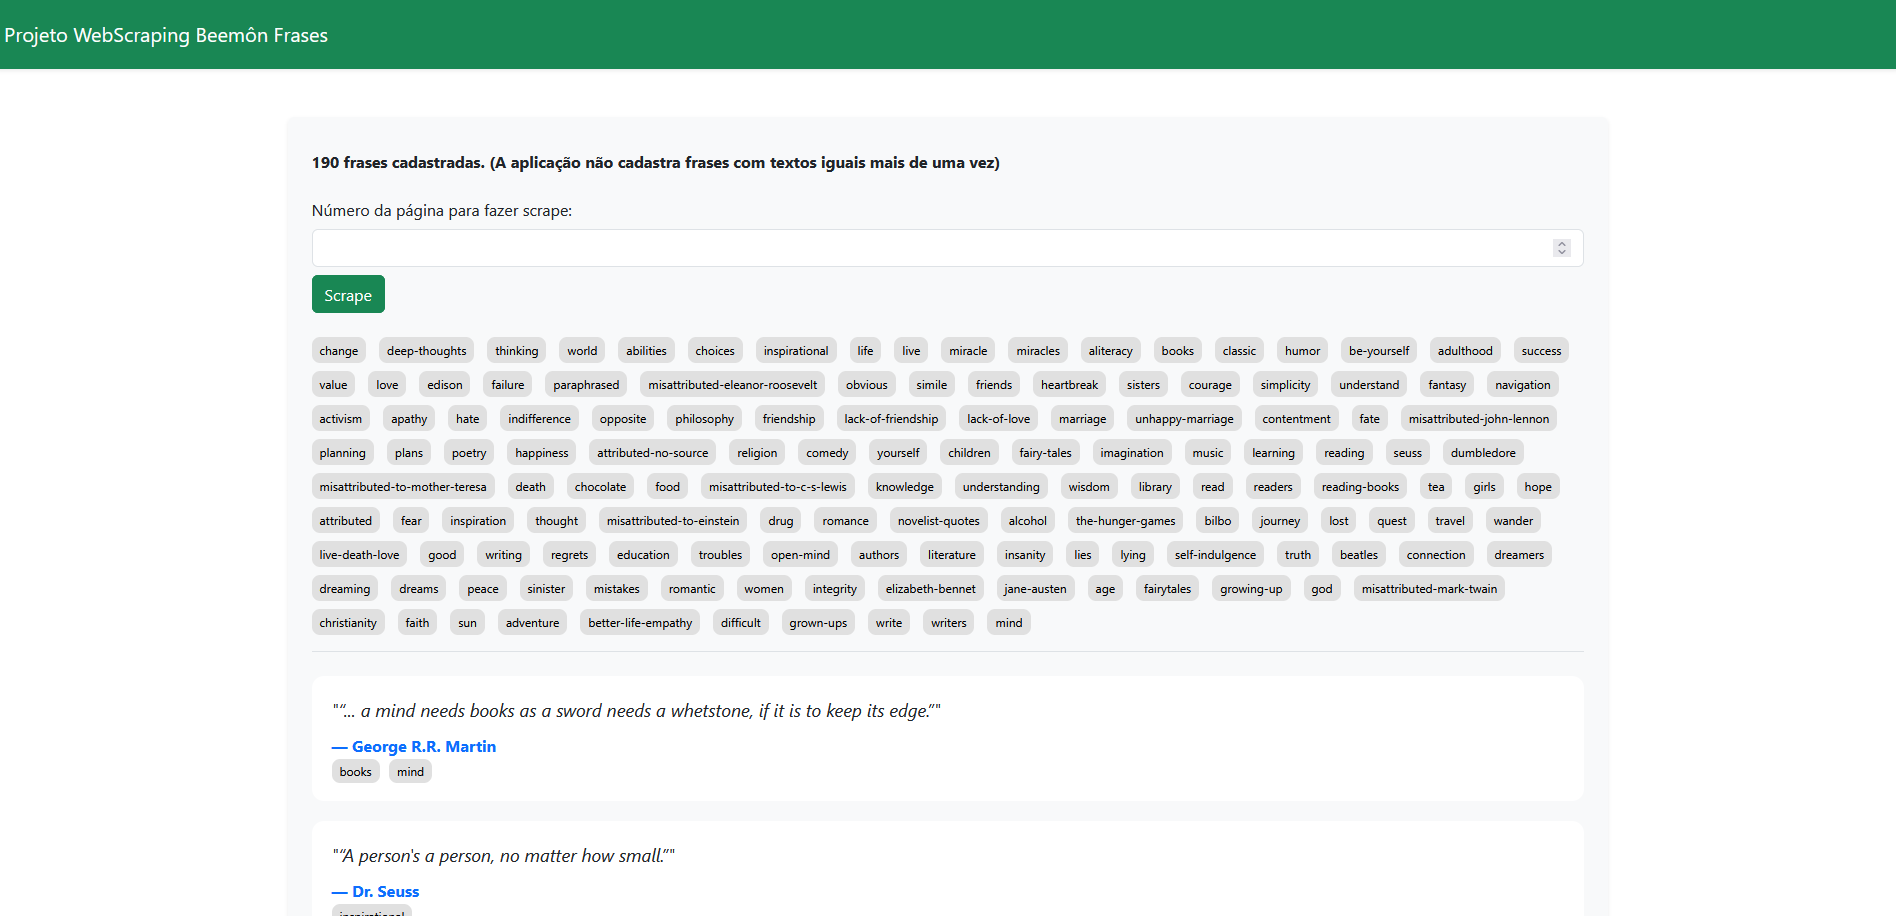 Projeto WebScraping Beemôn Frases
190 frases cadastradas. (A aplicação não cadastra frases com textos iguais mais de uma vez)
Número da página para fazer scrape:
Scrape
change deep-thoughts thinking world abilities choices inspirational life live miracle miracles aliteracy books classic humor be-yourself adulthood success
value love edison failure paraphrased misattributed-eleanor-roosevelt obvious simile friends heartbreak sisters courage simplicity understand fantasy navigation
activism apathy hate indifference opposite philosophy friendship lack-of-friendship lack-of-love marriage unhappy-marriage contentment fate misattributed-john-lennon
planning plans poetry happiness attributed-no-source religion comedy yourself children fairy-tales imagination music learning reading seuss dumbledore
misattributed-to-mother-teresa death chocolate food misattributed-to-c-s-lewis knowledge understanding wisdom library read readers reading-books tea girls hope
attributed fear inspiration thought misattributed-to-einstein drug romance novelist-quotes alcohol the-hunger-games bilbo journey lost quest travel wander
live-death-love good writing regrets education troubles open-mind authors literature insanity lies lying self-indulgence truth beatles connection dreamers
dreaming dreams peace sinister mistakes romantic women integrity elizabeth-bennet jane-austen age fairytales growing-up god misattributed-mark-twain
christianity faith sun adventure better-life-empathy difficult grown-ups write writers mind
"“... a mind needs books as a sword needs a whetstone, if it is to keep its edge.”"
— George R.R. Martin
books mind
"“A person's a person, no matter how small.”"
— Dr. Seuss
inspirational